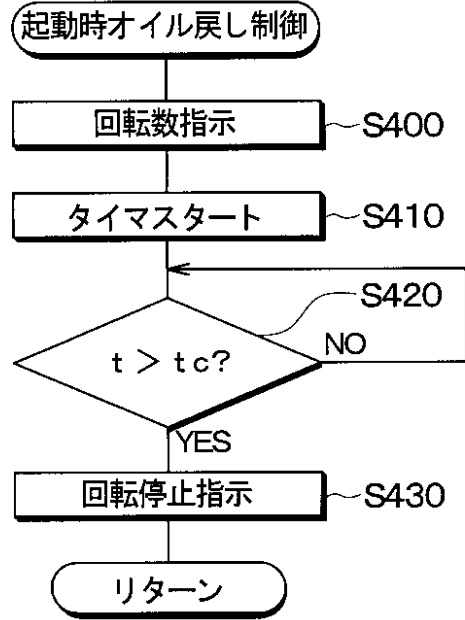 起動時オイル戻し制御
回転数指示
S400
タイマスタート
S410
S420
t > tc?
NO
YES
回転停止指示
S430
リターン